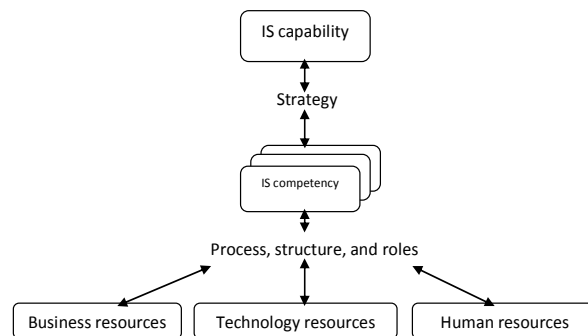 IS capability
Strategy
IS competency
Process, structure, and roles
Business resources
Technology resources
Human resources